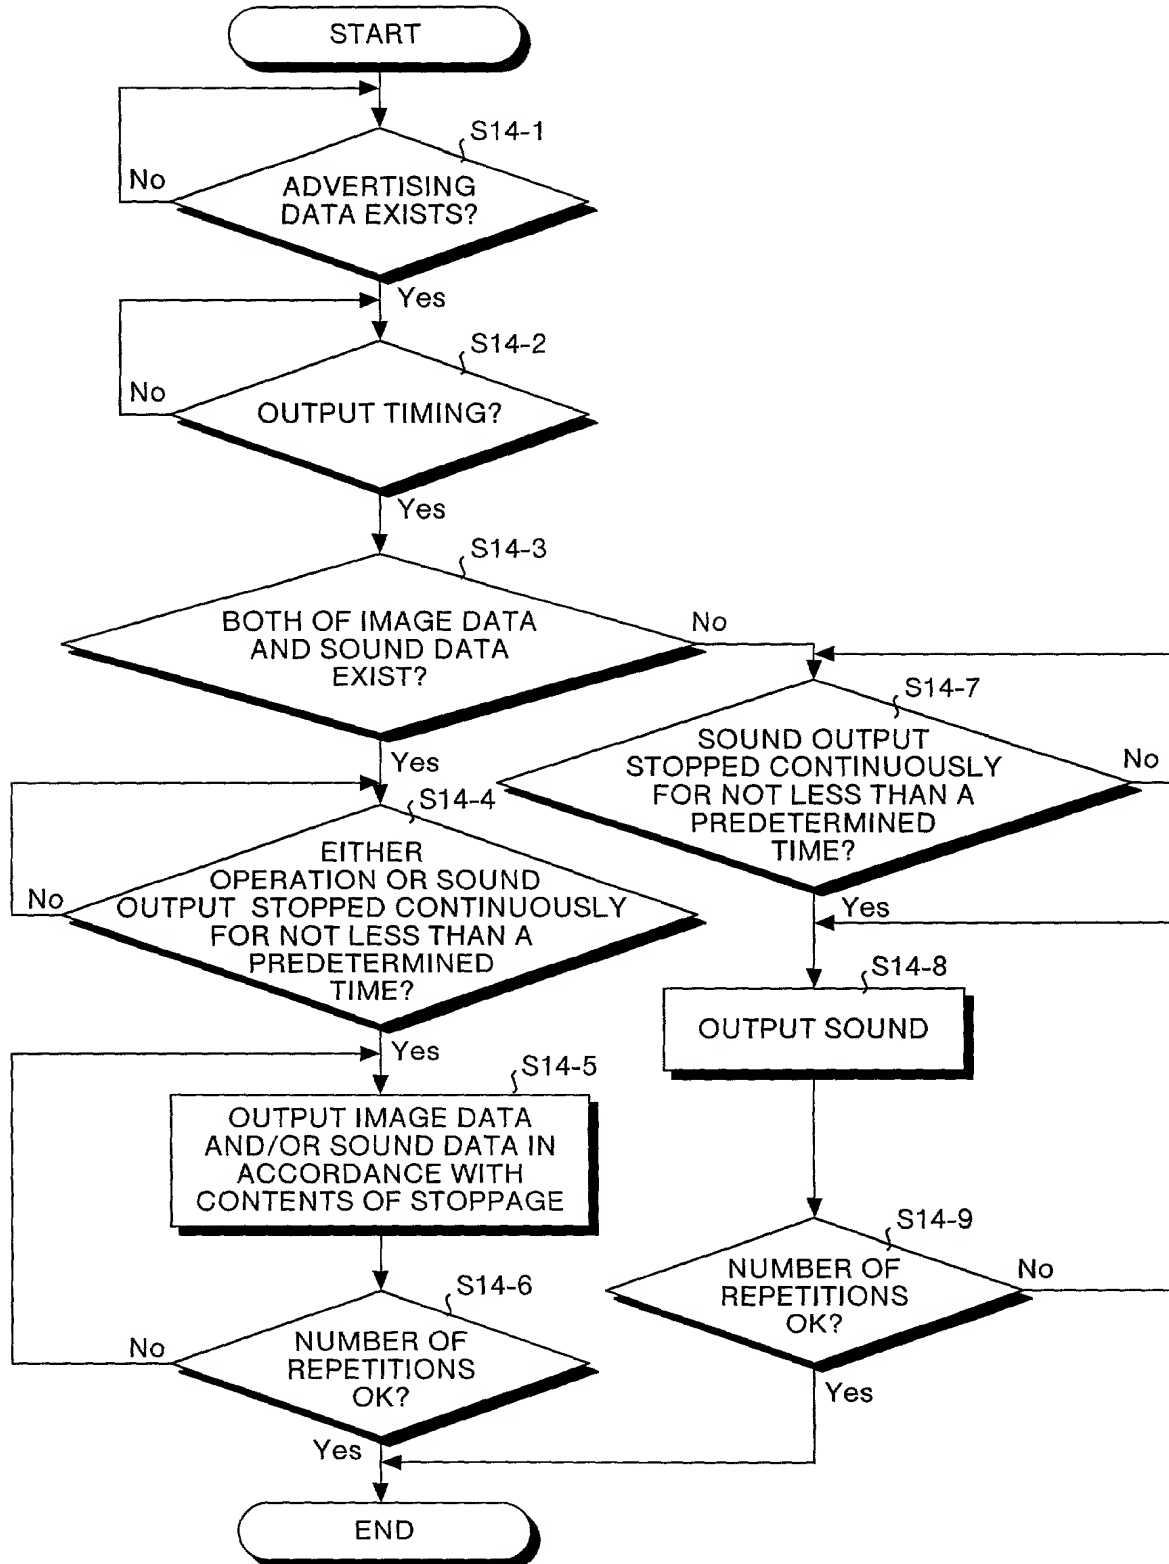 START
S14-1
No
ADVERTISING
DATA EXISTS?
Yes
S14-2
No
OUTPUT TIMING?
Yes
S14-3
BOTH OF IMAGE DATA
AND SOUND DATA
EXIST?
No
Yes
S14-4
No
EITHER
OPERATION OR SOUND
OUTPUT STOPPED CONTINUOUSLY
FOR NOT LESS THAN A
PREDETERMINED
TIME?
Yes
S14-5
OUTPUT IMAGE DATA
AND/OR SOUND DATA IN
ACCORDANCE WITH
CONTENTS OF STOPPAGE
S14-6
No
NUMBER OF
REPETITIONS
OK?
Yes
S14-7
SOUND OUTPUT
STOPPED CONTINUOUSLY
FOR NOT LESS THAN A
PREDETERMINED
TIME?
No
Yes
S14-8
OUTPUT SOUND
S14-9
NUMBER OF
REPETITIONS
OK?
No
Yes
END